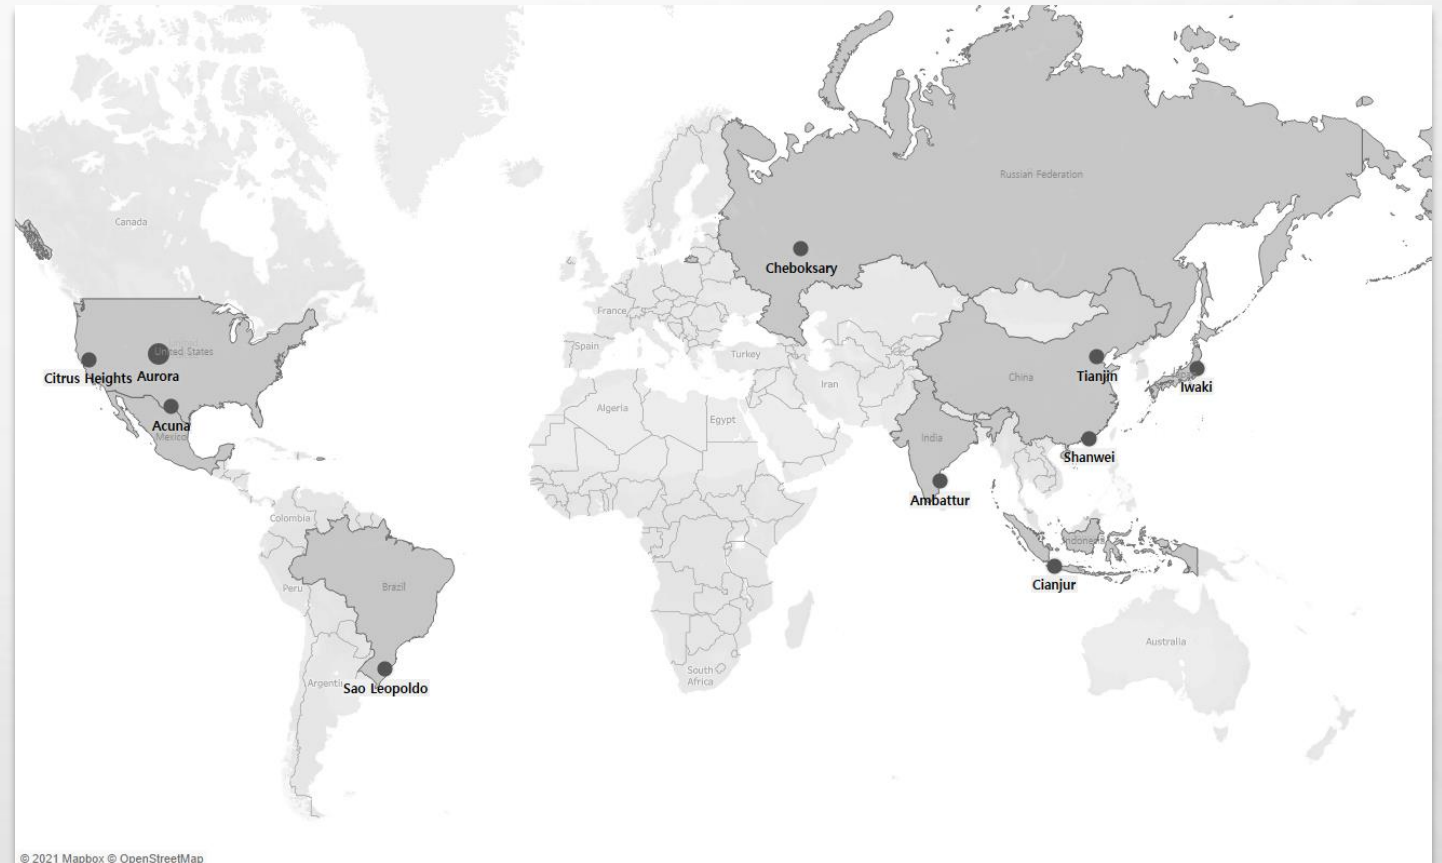 Russian Federation
Canada
Cheboksary
France
United States
Spain
Turkey
Citrus Heights
Aurora
China
Tianjin
Iwaki
Iran
Algeria
Egypt
Acuna
Mexico
India
Shanwei
Ambattur
Colombia
Indonesia
Cianjur
Peru
Brazil
Australia
South
Africa
Argentin
Sao Leopoldo
© 2021 Mapbox © OpenStreetMap